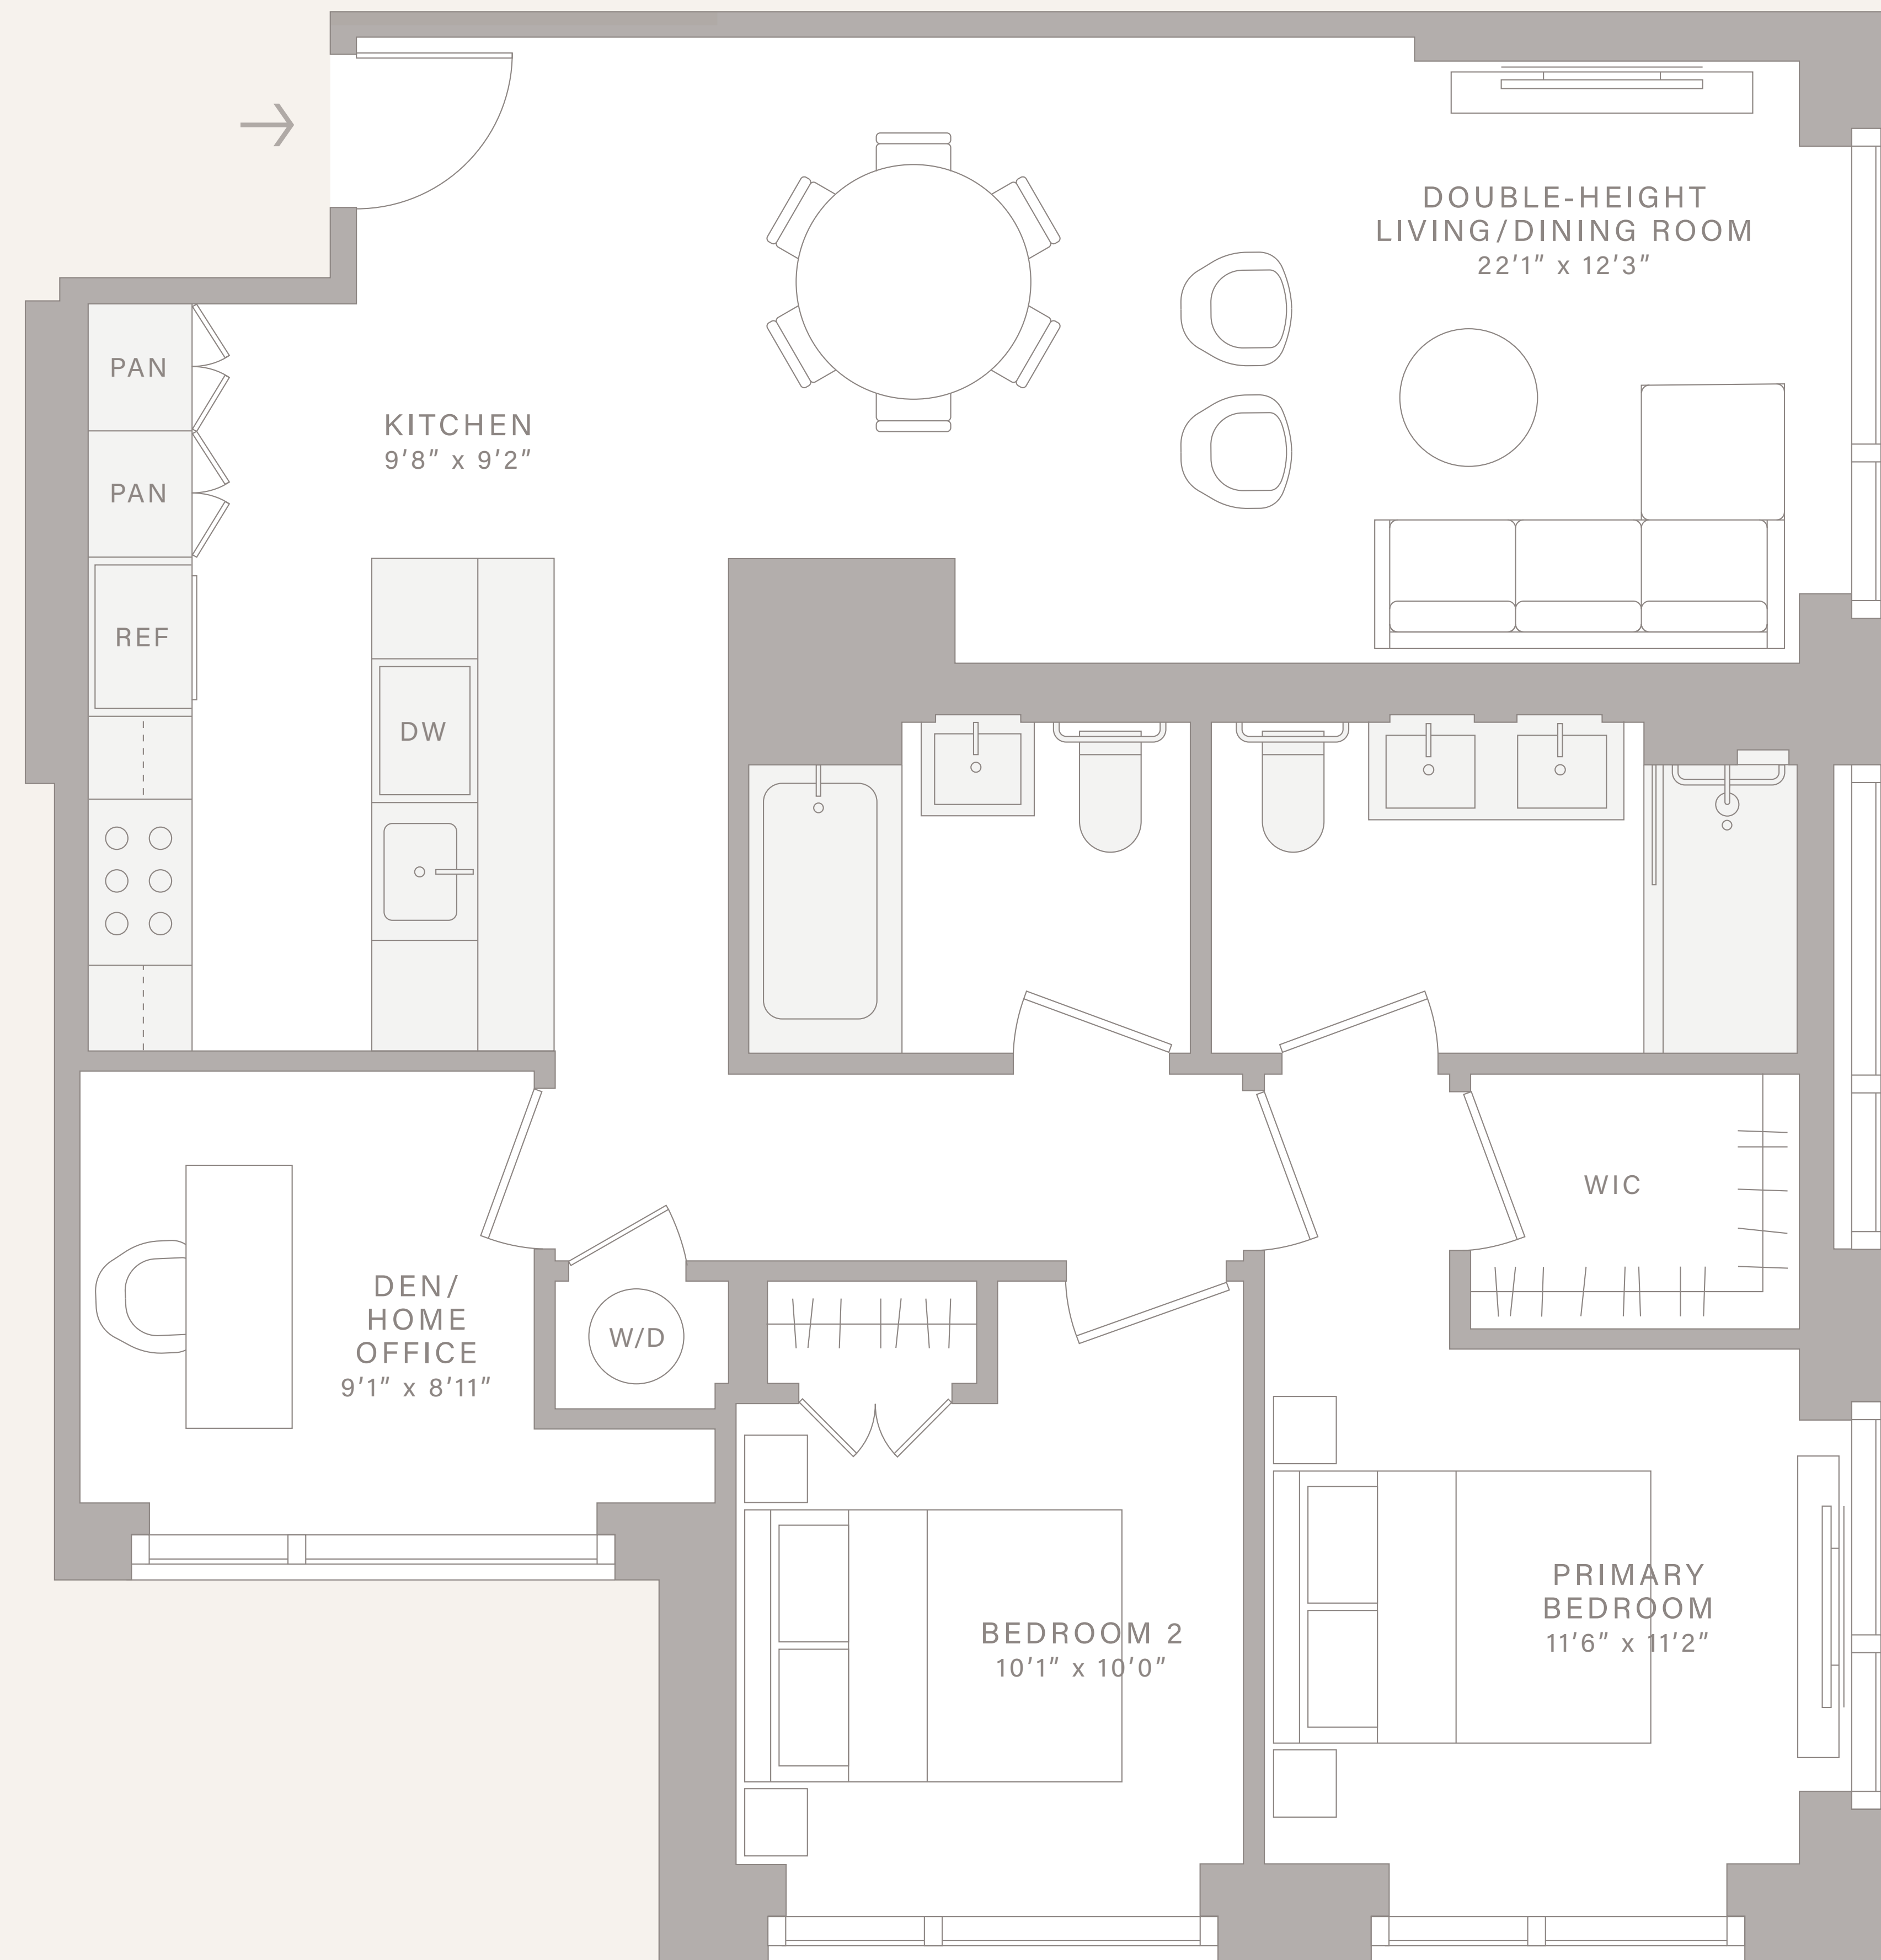 DOUBLE-HEIGHT
LIVING/DINING ROOM
22'1" x 12'3"
PAN
KITCHEN
9'8" x 9'2"
PAN
REF
DW
WIC
DEN/
HOME
OFFICE
9'1" x 8'11"
W/D
PRIMARY
BEDROOM
11'6" x 11'2"
BEDROOM 2
10'1" x 10'0"